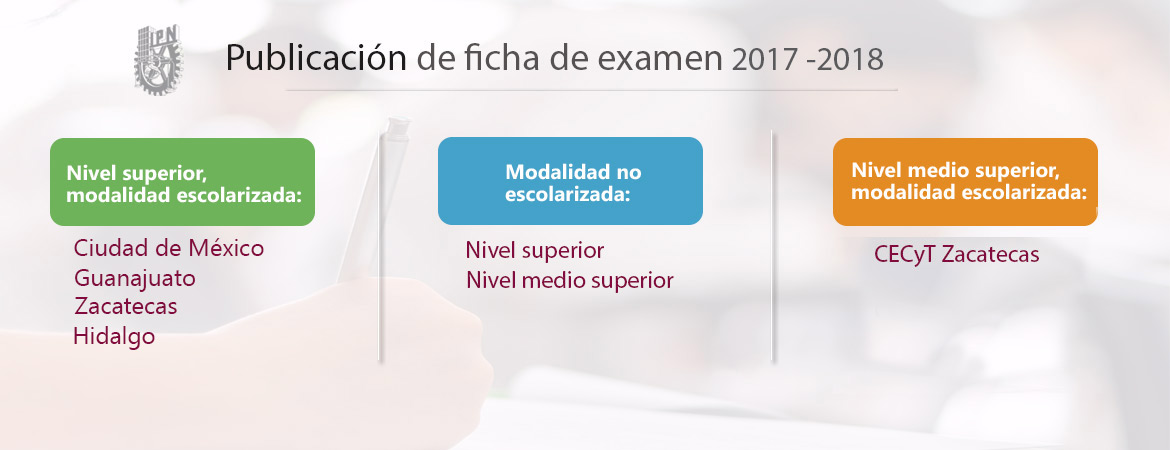 IPN
Publicación de ficha de examen 2017 -2018
Nivel superior,
modalidad escolarizada:
Ciudad de México
Guanajuato
Zacatecas
Hidalgo
Modalidad no
escolarizada:
Nivel superior
Nivel medio superior
Nivel medio superior,
modalidad escolarizada:
CECyT Zacatecas